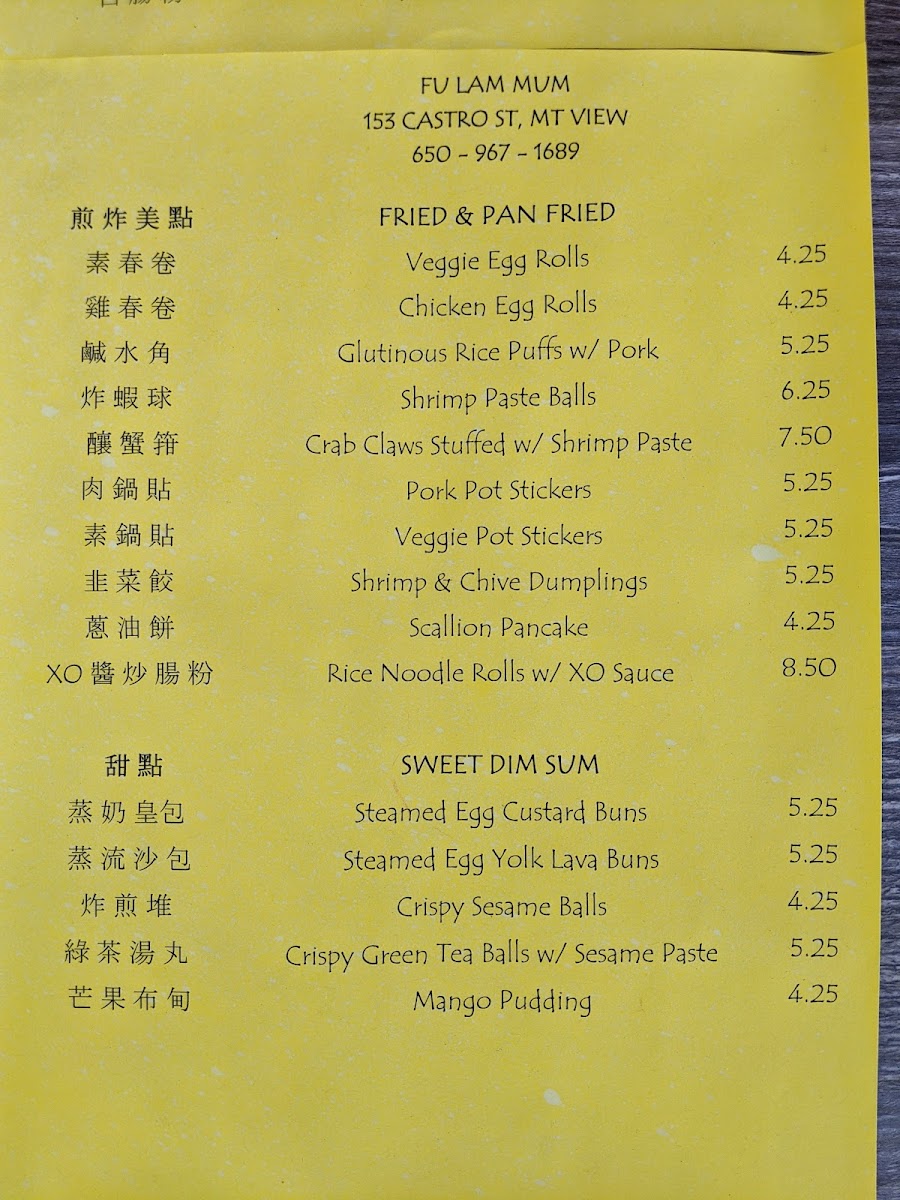 FU LAM MUM
153 CASTRO ST, MT VIEW
650 - 967 - 1689
煎炸美點 FRIED & PAN FRIED
素春卷 Veggie Egg Rolls 4.25
雞春卷 Chicken Egg Rolls 4.25
鹹水角 Glutinous Rice Puffs w/ Pork 5.25
炸蝦球 Shrimp Paste Balls 6.25
釀蟹箝 Crab Claws Stuffed w/ Shrimp Paste 7.50
肉鍋貼 Pork Pot Stickers 5.25
素鍋貼 Veggie Pot Stickers 5.25
韭菜餃 Shrimp & Chive Dumplings 5.25
蔥油餅 Scallion Pancake 4.25
XO醬炒腸粉 Rice Noodle Rolls w/ XO Sauce 8.50
甜點 SWEET DIM SUM
蒸奶皇包 Steamed Egg Custard Buns 5.25
蒸流沙包 Steamed Egg Yolk Lava Buns 5.25
炸煎堆 Crispy Sesame Balls 4.25
綠茶湯丸 Crispy Green Tea Balls w/ Sesame Paste 5.25
芒果布甸 Mango Pudding 4.25